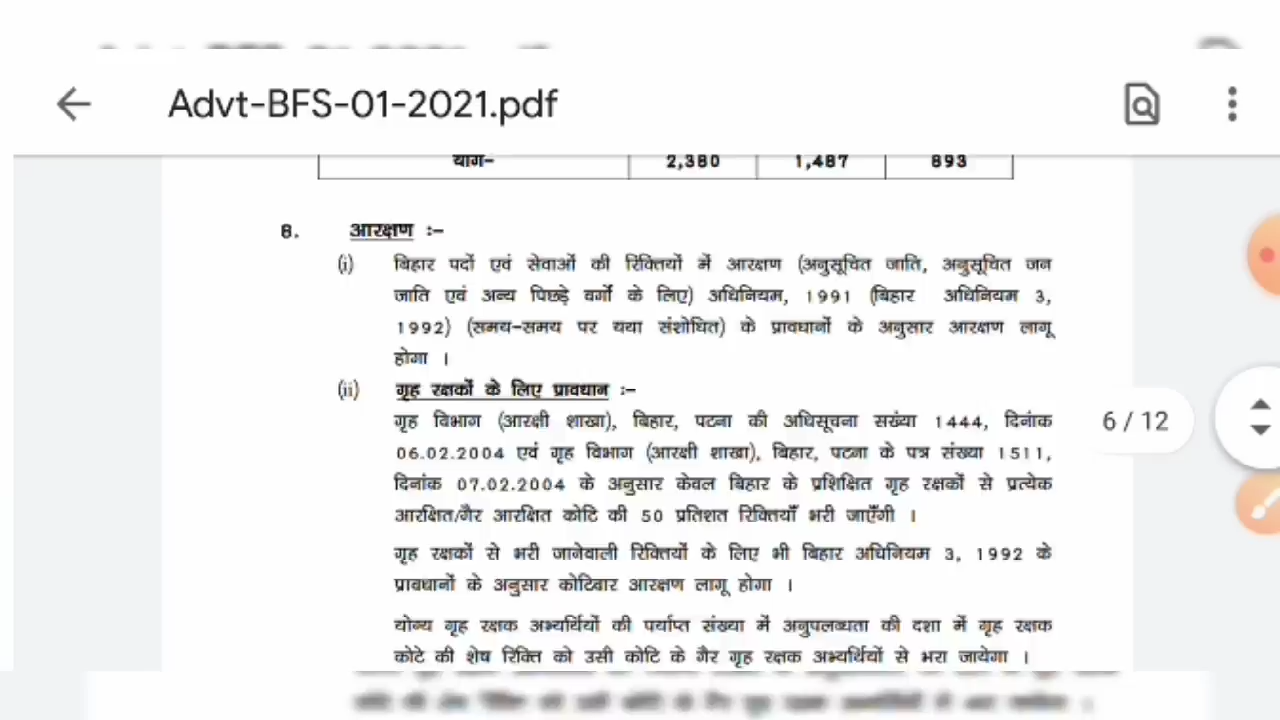 Advt-BFS-01-2021.pdf
योग- 2,380 1,487 893
8. आरक्षण :-
(i) बिहार पदों एवं सेवाओं की रिक्तियों में आरक्षण (अनुसूचित जाति, अनुसूचित जन
जाति एवं अन्य पिछड़े वर्गों के लिए) अधिनियम, 1991 (बिहार अधिनियम 3,
1992) (समय-समय पर यथा संशोधित) के प्रावधानों के अनुसार आरक्षण लागू
होगा ।
(ii) गृह रक्षकों के लिए प्रावधान :-
गृह विभाग (आरक्षी शाखा), बिहार, पटना की अधिसूचना सख्ंया 1444, दिनांक
06.02.2004 एवं गृह विभाग (आरक्षी शाखा), बिहार, पटना के पत्र संख्या 1511,
दिनांक 07.02.2004 के अनुसार केवल बिहार के प्रशिक्षित गृह रक्षकों से प्रत्येक
आरक्षित/गैर आरक्षित कोटि की 50 प्रतिशत रिक्तियाँ भरी जाएँगी ।
6 / 12
गृह रक्षकों से भरी जानेवाली रिक्तियों के लिए भी बिहार अधिनियम 3, 1992 के
प्रावधानों के अनुसार कोटिवार आरक्षण लागू होगा ।
योग्य गृह रक्षक अभ्यर्थियों की पर्याप्त संख्या में अनुपलब्धता की दशा में गृह रक्षक
कोटे की शेष रिक्ति को उसी कोटि के गैर गृह रक्षक अभ्यर्थियों से भरा जायेगा ।